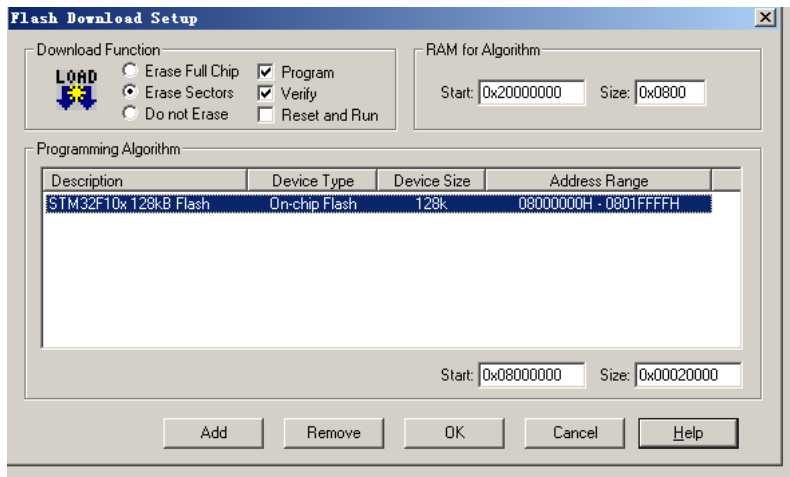 Flash Download Setup
Download Function
RAM for Algorithm
LOAD
Erase Full Chip
Program
Erase Sectors
Verify
Do not Erase
Reset and Run
Start: 0x20000000
Size: 0x0800
Programming Algorithm
Description Device Type Device Size Address Range
STM32F10x 128kB Flash On-chip Flash 128k 08000000H - 0801FFFFH
Start: 0x08000000 Size: 0x00020000
Add Remove OK Cancel Help